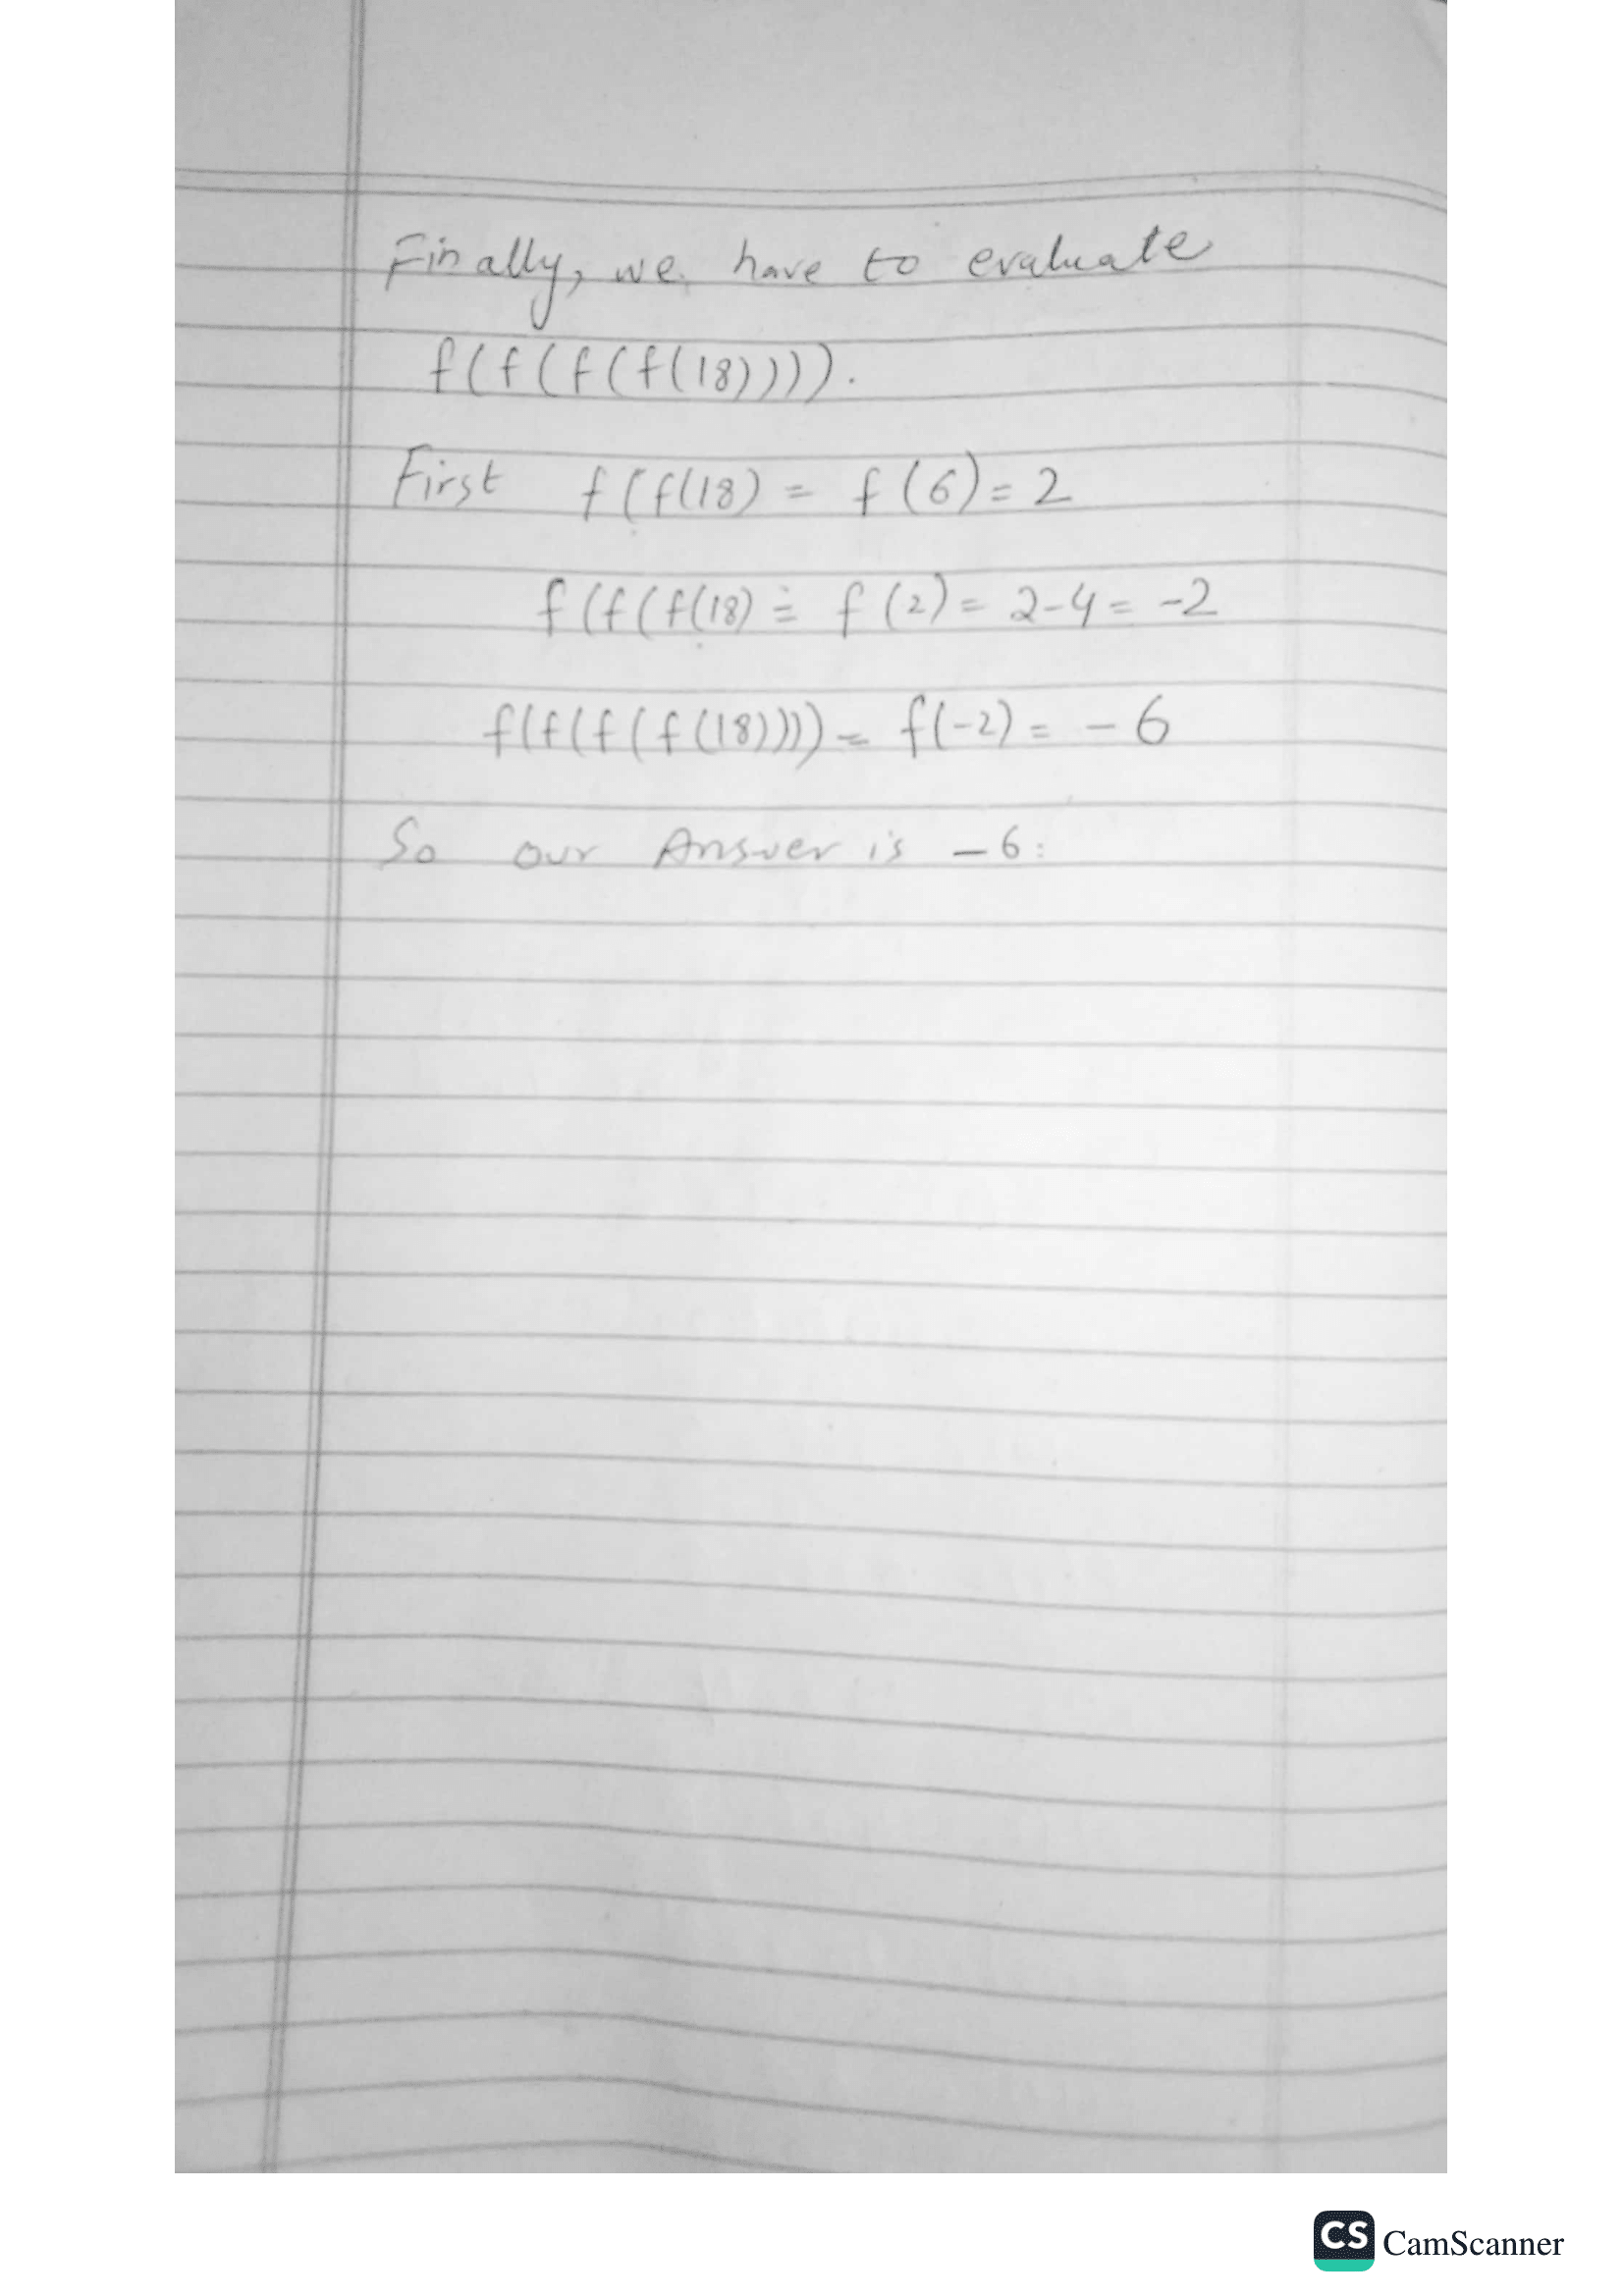 Finally, we have to evaluate
f(f(f(f(18)))).
First f(f(18) = f(6) = 2
f(f(f(18) = f(2) = 2-4 = -2
f(f(f(f(18)))) = f(-2) = -6
So our Answer is -6.
CS CamScanner